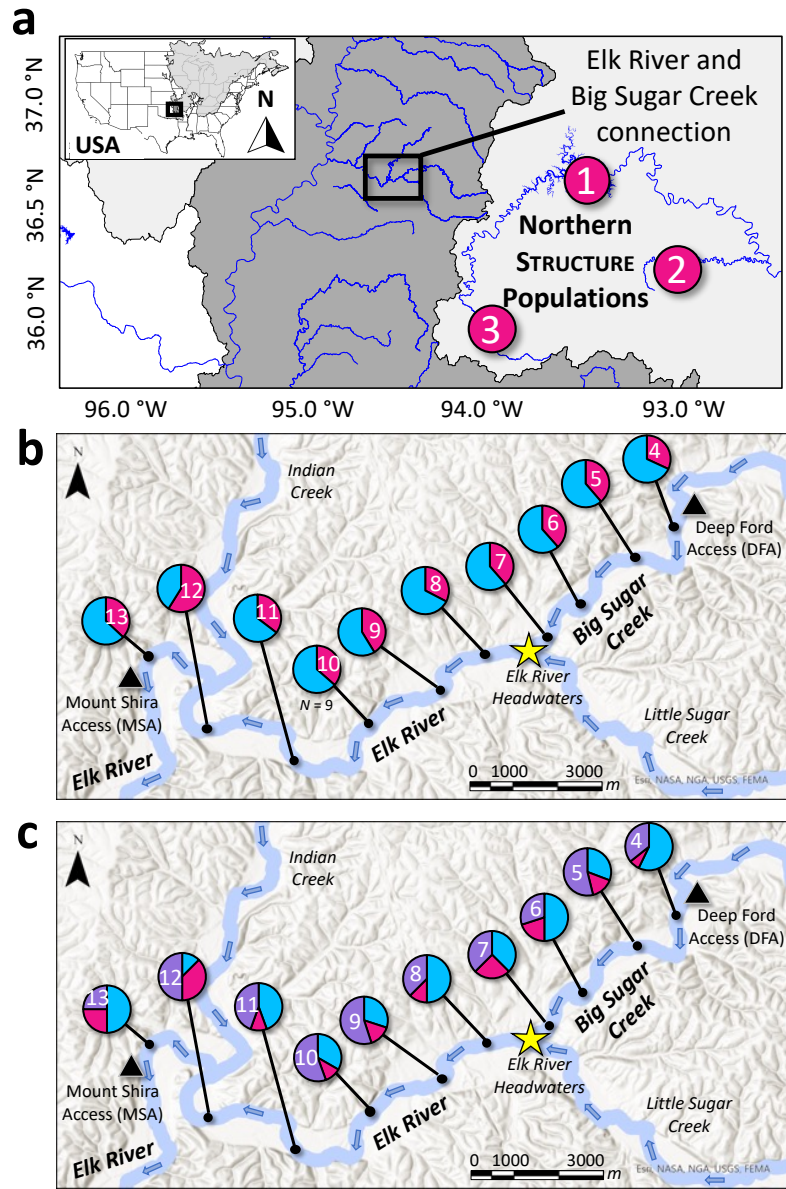 a
USA
N
Elk River and
Big Sugar Creek
connection
37.0 °N
36.5 °N
36.0 °N
1
Northern
STRUCTURE
Populations
2
3
96.0 °W
95.0 °W
94.0 °W
93.0 °W
b
N
Indian
Creek
4
5
6
7
8
9
10
N = 9
11
12
13
Deep Ford
Access (DFA)
Big Sugar
Creek
Elk River
Headwaters
Mount Shira
Access (MSA)
Elk River
Elk River
Little Sugar
Creek
0 1000 3000 m
Esri, NASA, NGA, USGS, FEMA
c
N
Indian
Creek
4
5
6
7
8
9
10
11
12
13
Deep Ford
Access (DFA)
Big Sugar
Creek
Elk River
Headwaters
Mount Shira
Access (MSA)
Elk River
Elk River
Little Sugar
Creek
0 1000 3000 m
Esri, NASA, NGA, USGS, FEMA